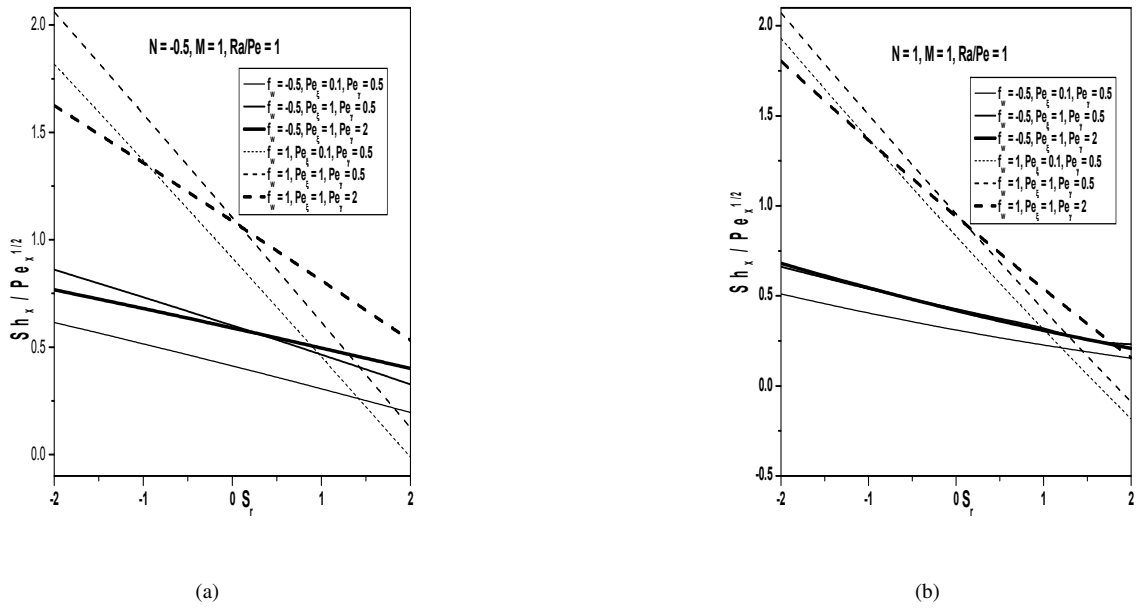 N = -0.5, M = 1, Ra/Pe = 1
f_w = -0.5, Pe_ξ = 0.1, Pe_γ = 0.5
f_w = -0.5, Pe_ξ = 1, Pe_γ = 0.5
f_w = -0.5, Pe_ξ = 1, Pe_γ = 2
f_w = 1, Pe_ξ = 0.1, Pe_γ = 0.5
f_w = 1, Pe_ξ = 1, Pe_γ = 0.5
f_w = 1, Pe_ξ = 1, Pe_γ = 2
2.0
1.5
1.0
0.5
0.0
Sh_x / Pe_x^1/2
-2 -1 0 1 2
S_r
(a)
N = 1, M = 1, Ra/Pe = 1
f_w = -0.5, Pe_ξ = 0.1, Pe_γ = 0.5
f_w = -0.5, Pe_ξ = 1, Pe_γ = 0.5
f_w = -0.5, Pe_ξ = 1, Pe_γ = 2
f_w = 1, Pe_ξ = 0.1, Pe_γ = 0.5
f_w = 1, Pe_ξ = 1, Pe_γ = 0.5
f_w = 1, Pe_ξ = 1, Pe_γ = 2
2.0
1.5
1.0
0.5
0.0
-0.5
Sh_x / Pe_x^1/2
-2 -1 0 1 2
S_r
(b)